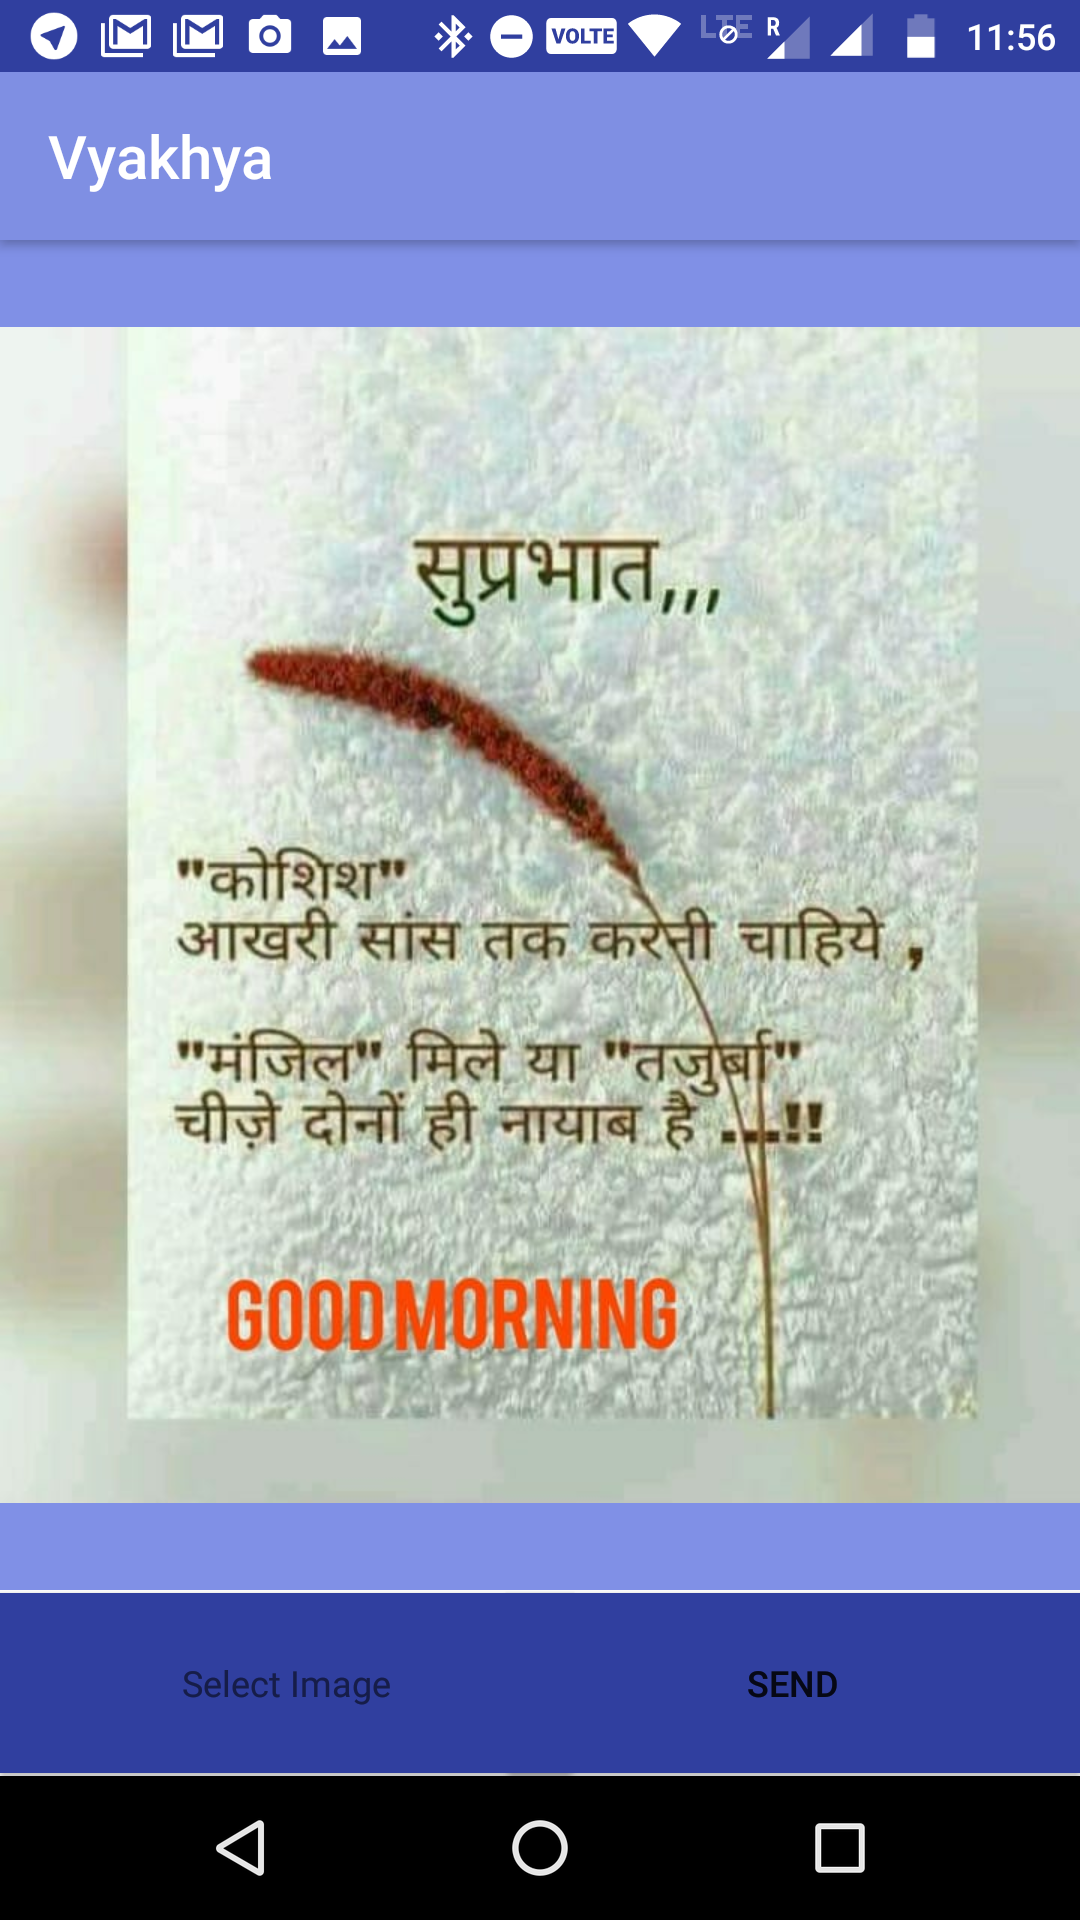 VOLTE LTE R 11:56
Vyakhya
सुप्रभात,,,
"कोशिश"
आखरी सांस तक करनी चाहिये ,
"मंजिल" मिले या "तजुर्बा"
चीज़े दोनों ही नायाब है ...!!
GOOD MORNING
Select Image SEND